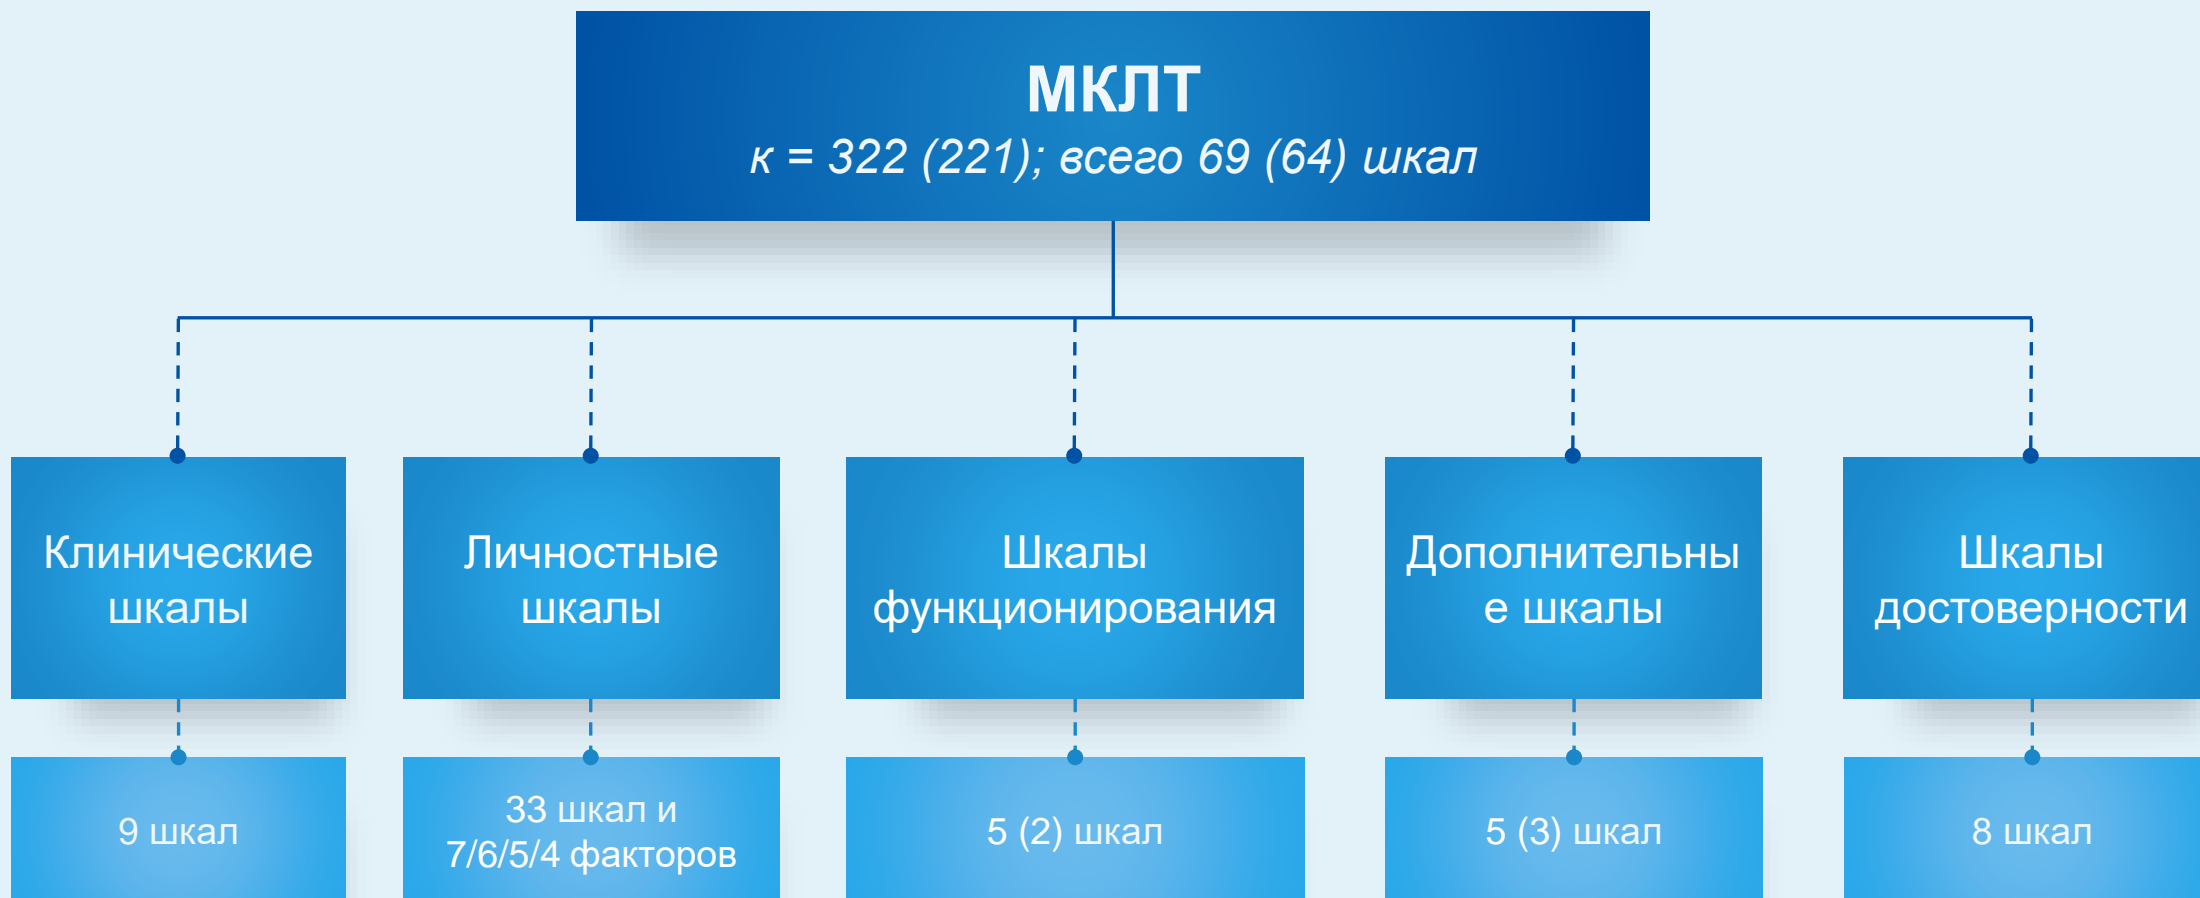 МКЛТ
к = 322 (221); всего 69 (64) шкал
Клинические
шкалы
Личностные
шкалы
Шкалы
функционирования
Дополнительны
е шкалы
Шкалы
достоверности
9 шкал
33 шкал и
7/6/5/4 факторов
5 (2) шкал
5 (3) шкал
8 шкал